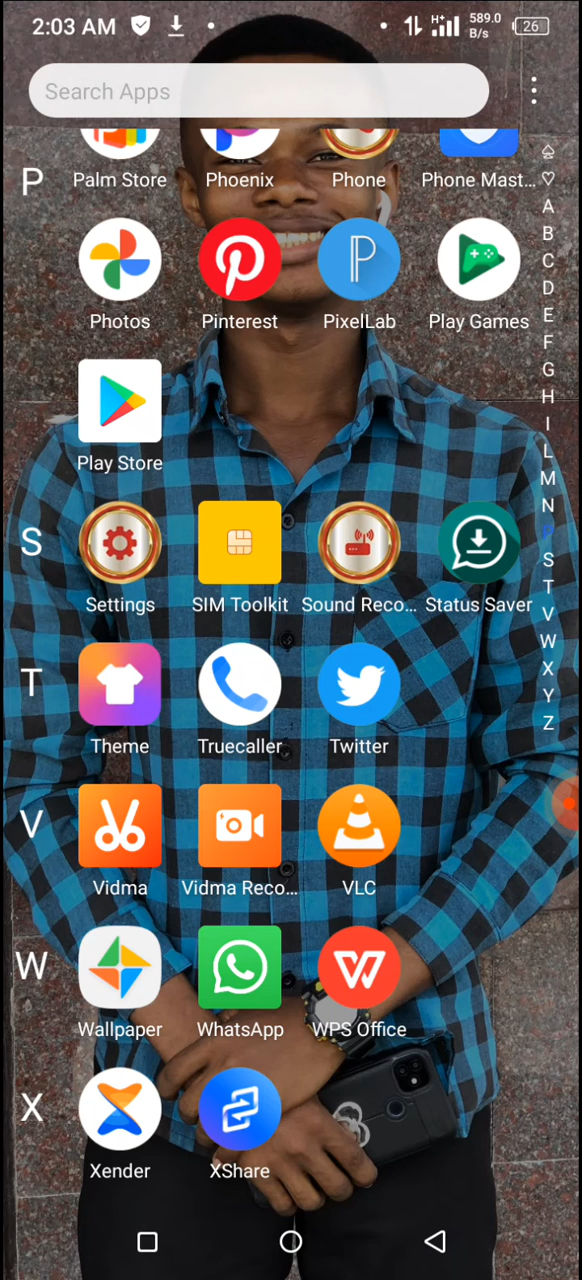 2:03 AM H+ 589.0 B/s 26
Search Apps
P
Palm Store Phoenix Phone Phone Mast...
Photos Pinterest PixelLab Play Games
Play Store
S
Settings SIM Toolkit Sound Reco... Status Saver
T
Theme Truecaller Twitter
V
Vidma Vidma Reco... VLC
W
Wallpaper WhatsApp WPS Office
X
Xender XShare
A
B
C
D
E
F
G
H
I
L
M
N
P
S
T
V
W
X
Y
Z